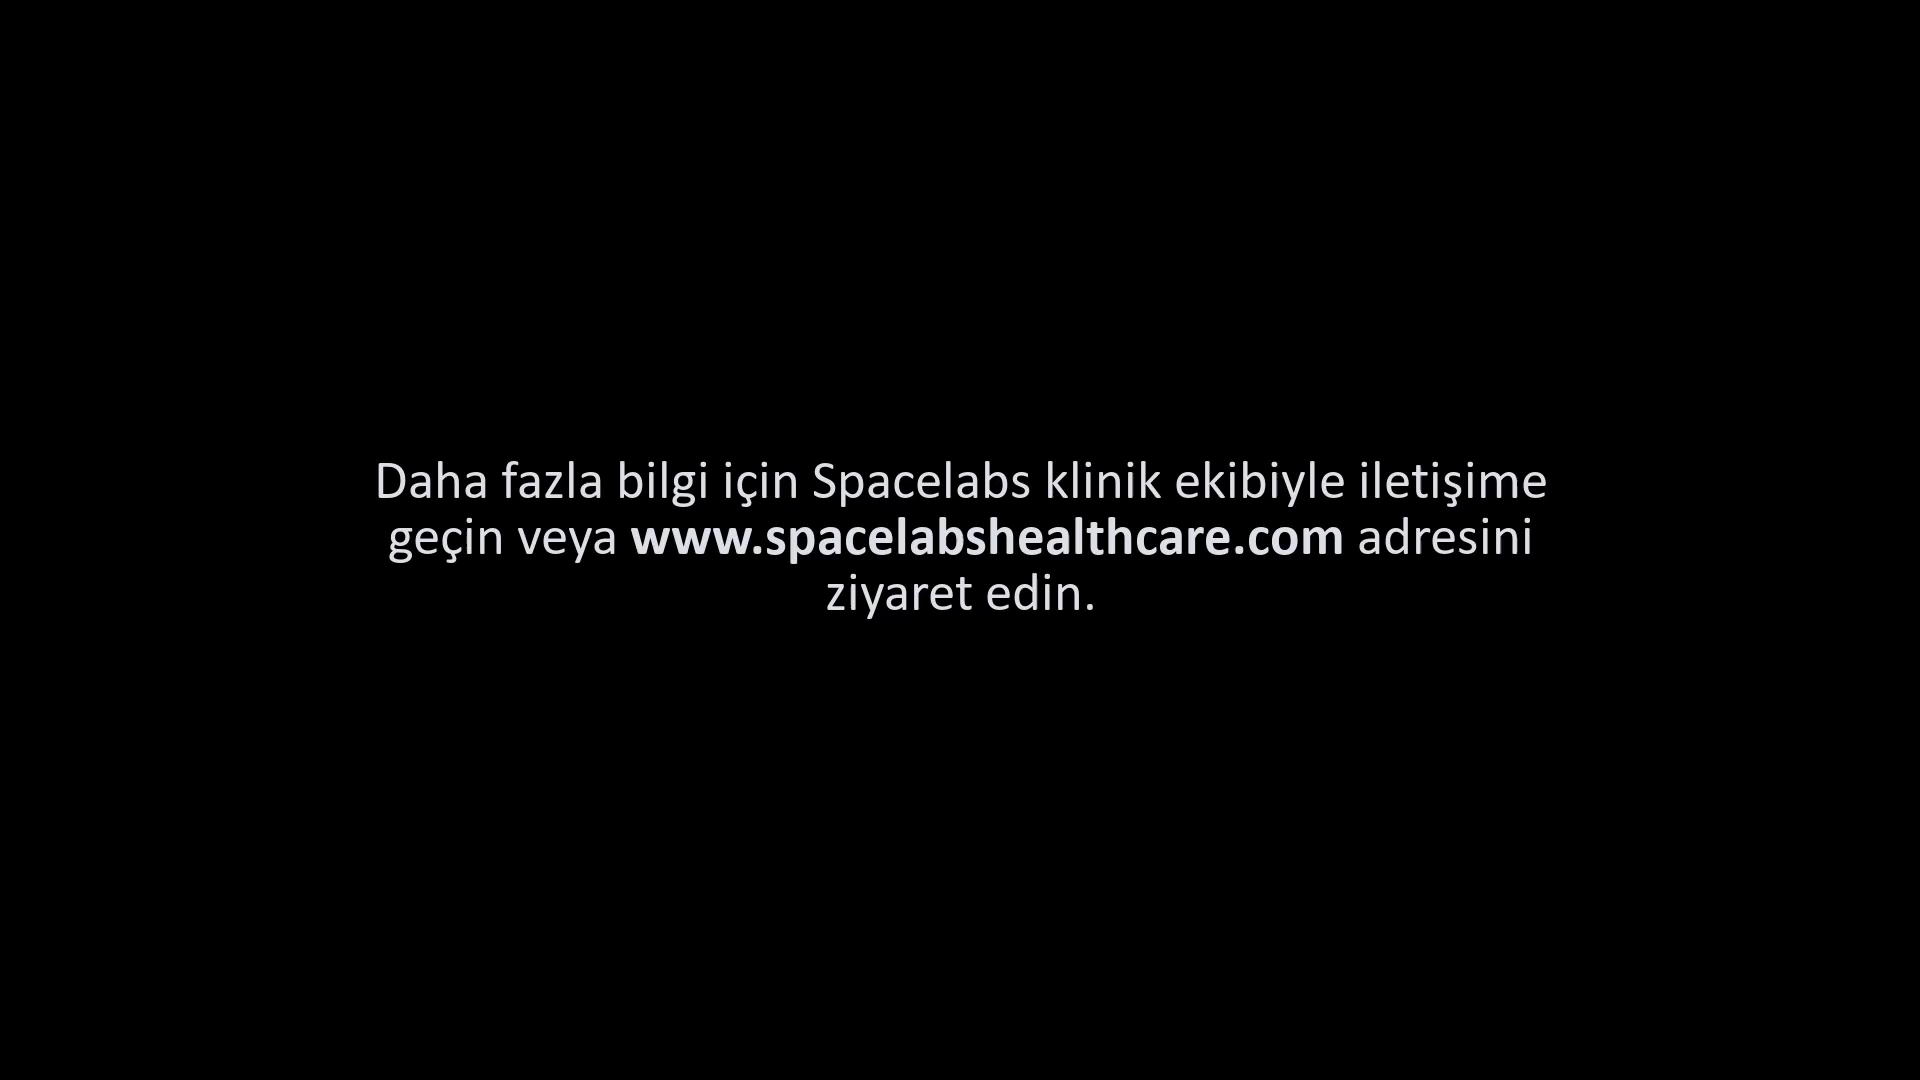 Daha fazla bilgi için Spacelabs klinik ekibiyle iletişime
geçin veya www.spacelabshealthcare.com adresini
ziyaret edin.